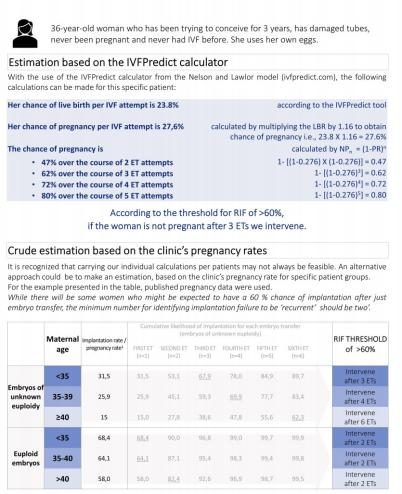 36-year-old woman who has been trying to conceive for 3 years, has damaged tubes,
never been pregnant and never had IVF before. She uses her own eggs.
Estimation based on the IVFPredict calculator
With the use of the IVFPredict calculator from the Nelson and Lawlor model (ivfpredict.com), the following
calculations can be made for this specific patient:
Her chance of live birth per IVF attempt is 23.8% according to the IVFPredict tool
Her chance of pregnancy per IVF attempt is 27,6% calculated by multiplying the LBR by 1.16 to obtain
chance of pregnancy i.e., 23.8 X 1.16 = 27.6%
The chance of pregnancy is calculated by NPₙ = (1-PR)ⁿ
• 47% over the course of 2 ET attempts 1- [(1-0.276) X (1-0.276)] = 0.47
• 62% over the course of 3 ET attempts 1- [(1-0.276)³] = 0.62
• 72% over the course of 4 ET attempts 1- [(1-0.276)⁴] = 0.72
• 80% over the course of 5 ET attempts 1- [(1-0.276)⁵] = 0.80
According to the threshold for RIF of >60%,
if the woman is not pregnant after 3 ETs we intervene.
Crude estimation based on the clinic's pregnancy rates
It is recognized that carrying our individual calculations per patients may not always be feasible. An alternative
approach could be to make an estimation, based on the clinic's pregnancy rate for specific patient groups.
For the example presented in the table, published pregnancy data were used.
While there will be some women who might be expected to have a 60 % chance of implantation after just
embryo transfer, the minimum number for identifying implantation failure to be 'recurrent' should be two'.
Cumulative likelihood of implantation for each embryo transfer
(embryos of unknown euploidy)
Maternal age Implantation rate / pregnancy rate¹ FIRST ET (n=1) SECOND ET (n=2) THIRD ET (n=3) FOURTH ET (n=4) FIFTH ET (n=5) SIXTH ET (n=6) RIF THRESHOLD of >60%
Embryos of unknown euploidy
<35 31,5 31,5 53,1 67,9 78,0 84,9 89,7 Intervene after 3 ETs
35-39 25,9 25,9 45,1 59,3 69,9 77,7 83,4 Intervene after 4 ETs
≥40 15 15,0 27,8 38,6 47,8 55,6 62,3 Intervene after 6 ETs
Euploid embryos
<35 68,4 68,4 90,0 96,8 99,0 99,7 99,9 Intervene after 2 ETs
35-40 64,1 64,1 87,1 95,4 98,3 99,4 99,8 Intervene after 2 ETs
>40 58,0 58,0 82,4 92,6 96,9 98,7 99,5 Intervene after 2 ETs